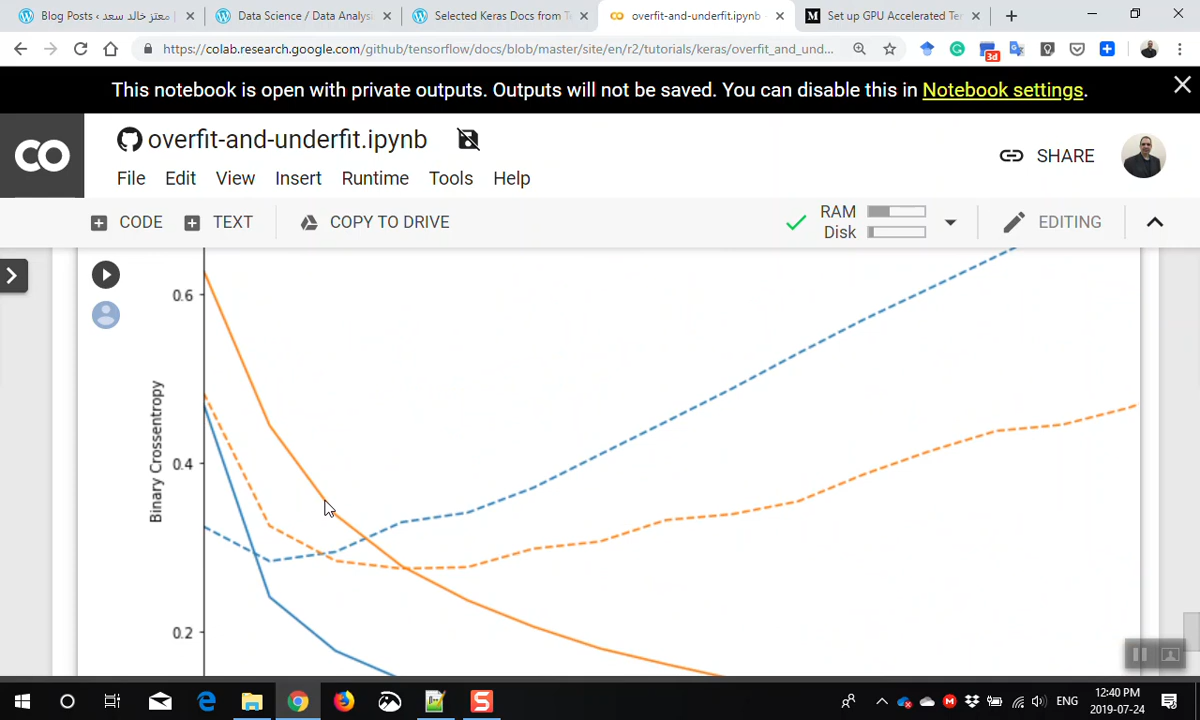 معتز خالد سعد ‹ Blog Posts
Data Science / Data Analysi
Selected Keras Docs from T
overfit-and-underfit.ipynb
Set up GPU Accelerated Te
https://colab.research.google.com/github/tensorflow/docs/blob/master/site/en/r2/tutorials/keras/overfit_and_und...
3d
This notebook is open with private outputs. Outputs will not be saved. You can disable this in Notebook settings.
overfit-and-underfit.ipynb
SHARE
File Edit View Insert Runtime Tools Help
CODE TEXT COPY TO DRIVE
RAM
Disk
EDITING
0.6
0.4
0.2
Binary Crossentropy
ENG
12:40 PM
2019-07-24